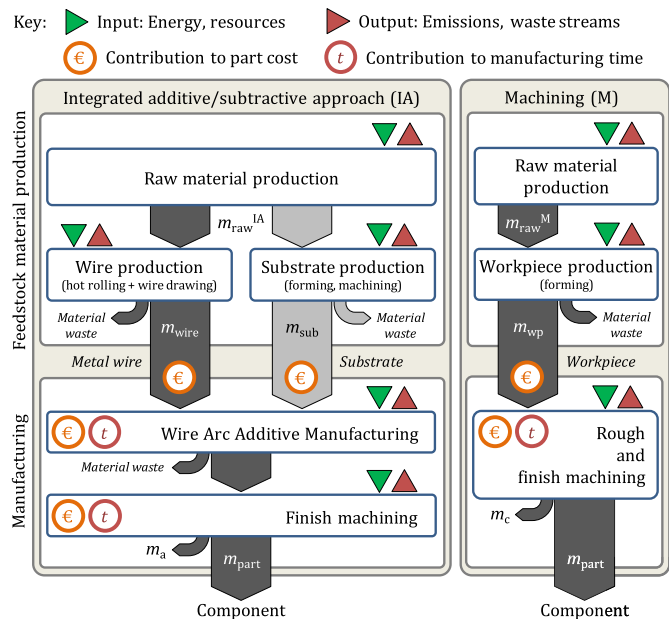 Key: Input: Energy, resources Output: Emissions, waste streams
€ Contribution to part cost t Contribution to manufacturing time
Integrated additive/subtractive approach (IA)
Feedstock material production
Raw material production
m_raw^IA
Wire production
(hot rolling + wire drawing)
Substrate production
(forming, machining)
Material
waste
m_wire
m_sub
Material
waste
Metal wire
€
€
Substrate
Manufacturing
€ t Wire Arc Additive Manufacturing
Material waste
€ t Finish machining
m_a
m_part
Component
Machining (M)
Raw material
production
m_raw^M
Workpiece production
(forming)
m_wp
Material
waste
€
Workpiece
€ t Rough
and
finish machining
m_c
m_part
Component